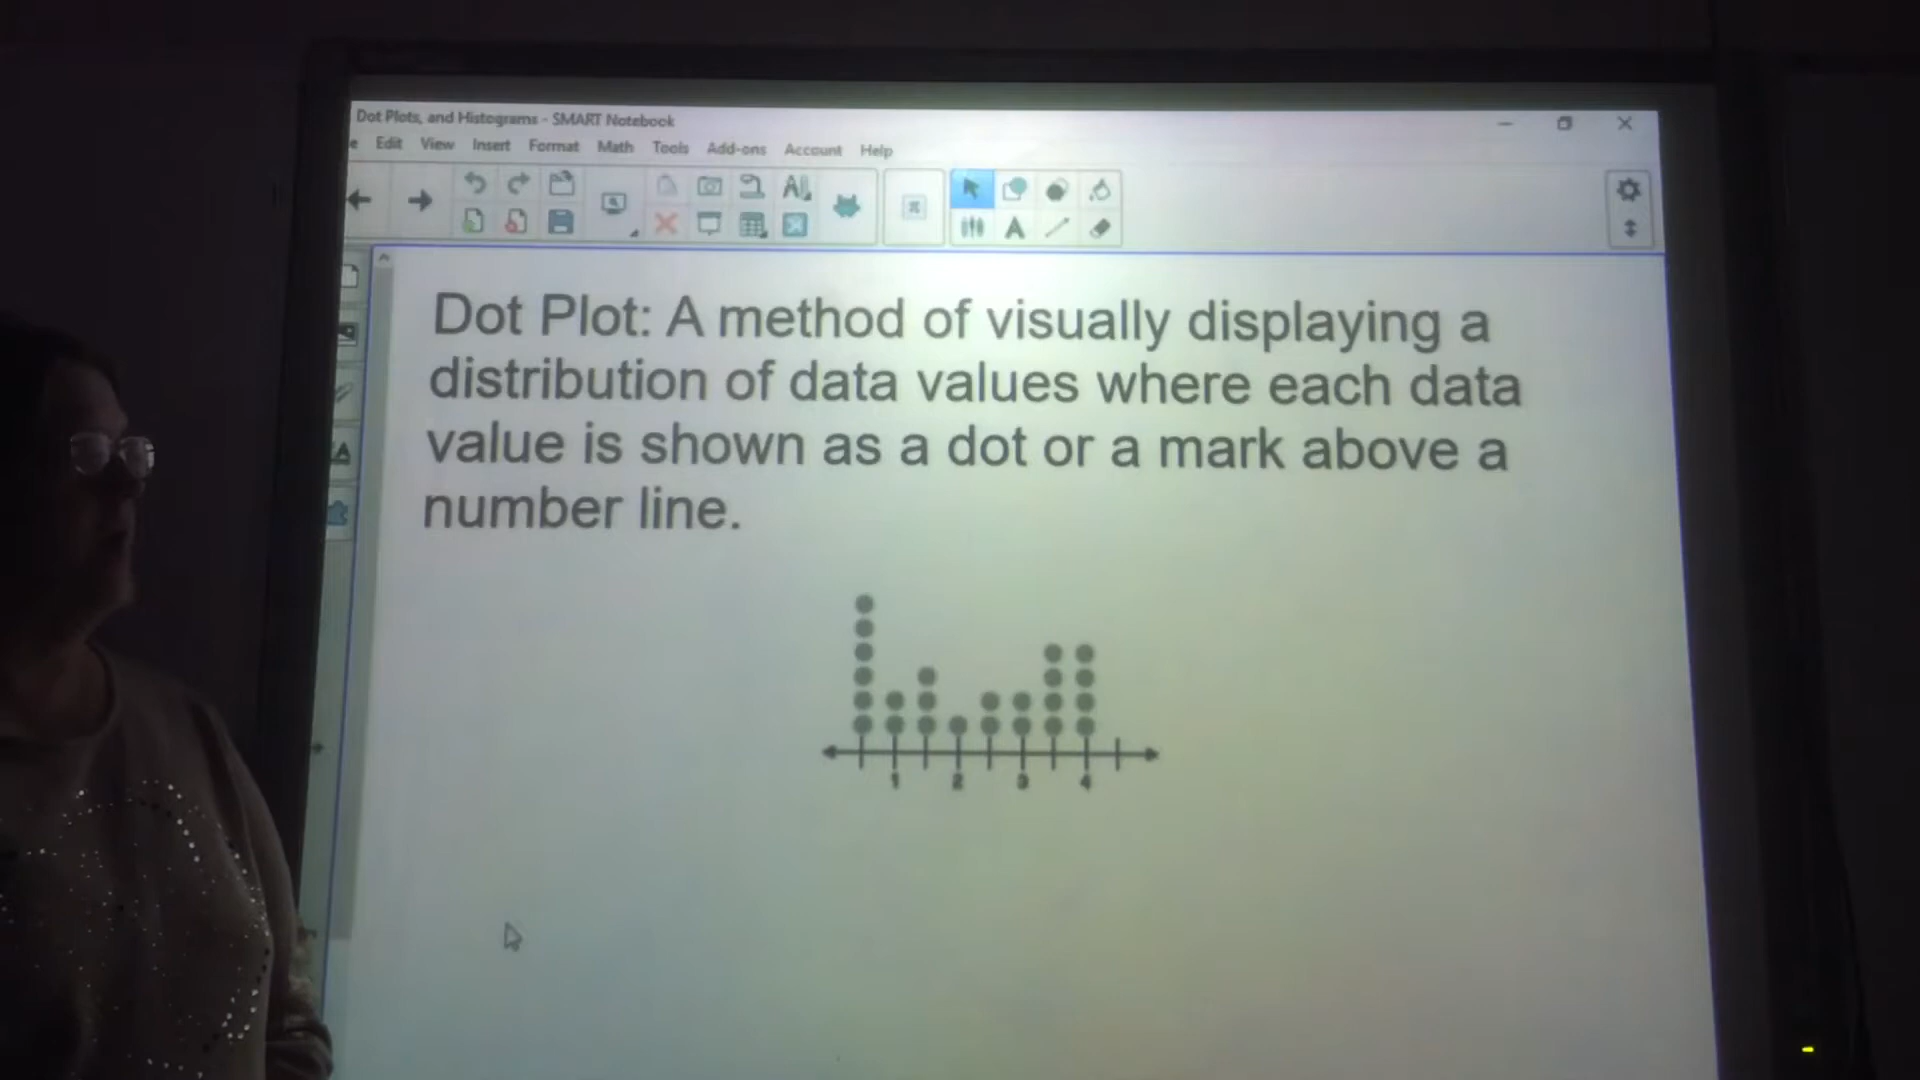 Dot Plots, and Histograms - SMART Notebook
e Edit View Insert Format Math Tools Add-ons Account Help
Dot Plot: A method of visually displaying a
distribution of data values where each data
value is shown as a dot or a mark above a
number line.
1 2 3 4